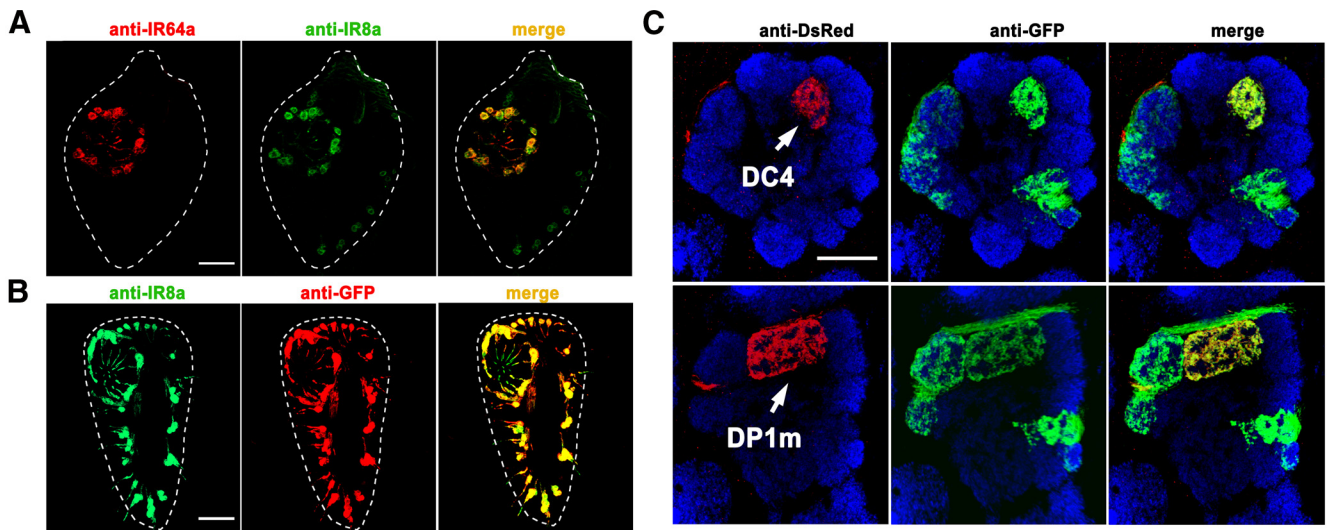 A
anti-IR64a anti-IR8a merge
B
anti-IR8a anti-GFP merge
C
anti-DsRed anti-GFP merge
DC4
DP1m